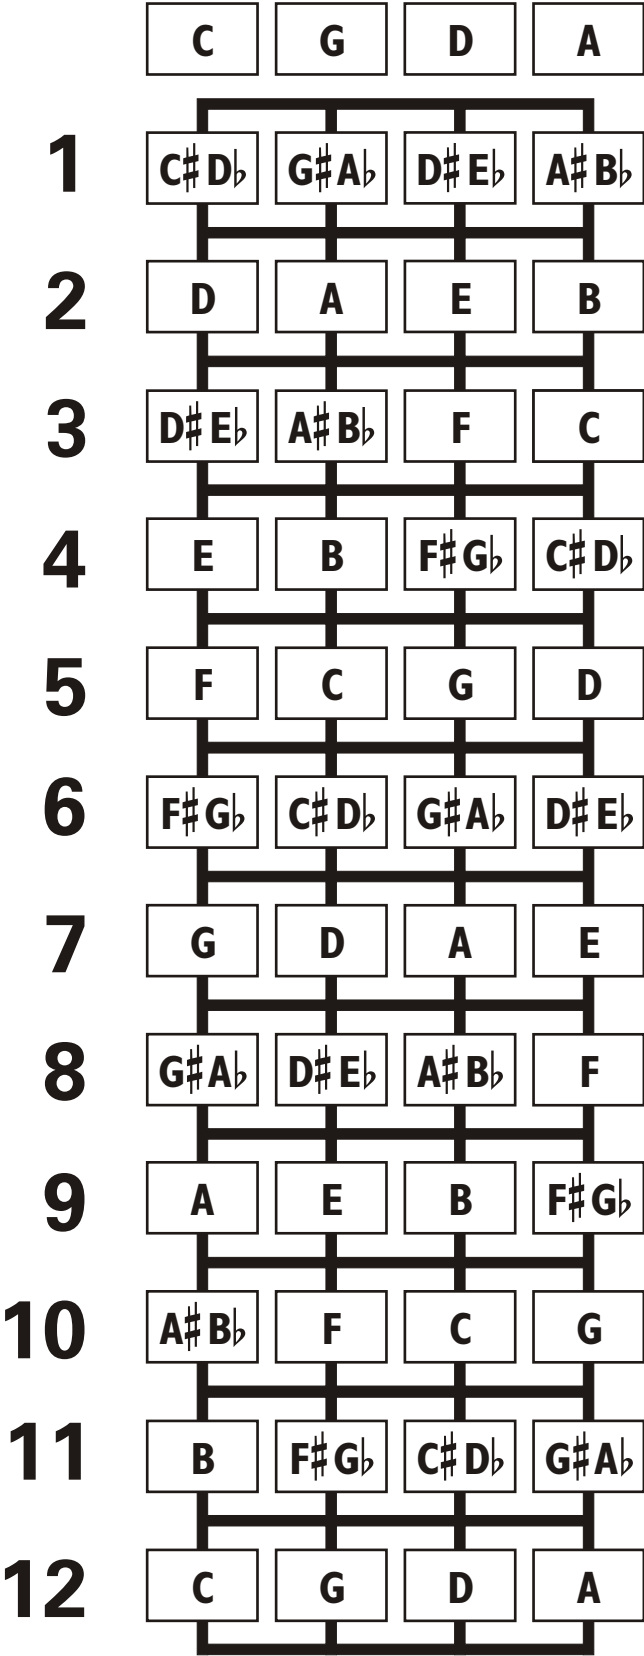 C G D A
1 C♯D♭ G♯A♭ D♯E♭ A♯B♭
2 D A E B
3 D♯E♭ A♯B♭ F C
4 E B F♯G♭ C♯D♭
5 F C G D
6 F♯G♭ C♯D♭ G♯A♭ D♯E♭
7 G D A E
8 G♯A♭ D♯E♭ A♯B♭ F
9 A E B F♯G♭
10 A♯B♭ F C G
11 B F♯G♭ C♯D♭ G♯A♭
12 C G D A